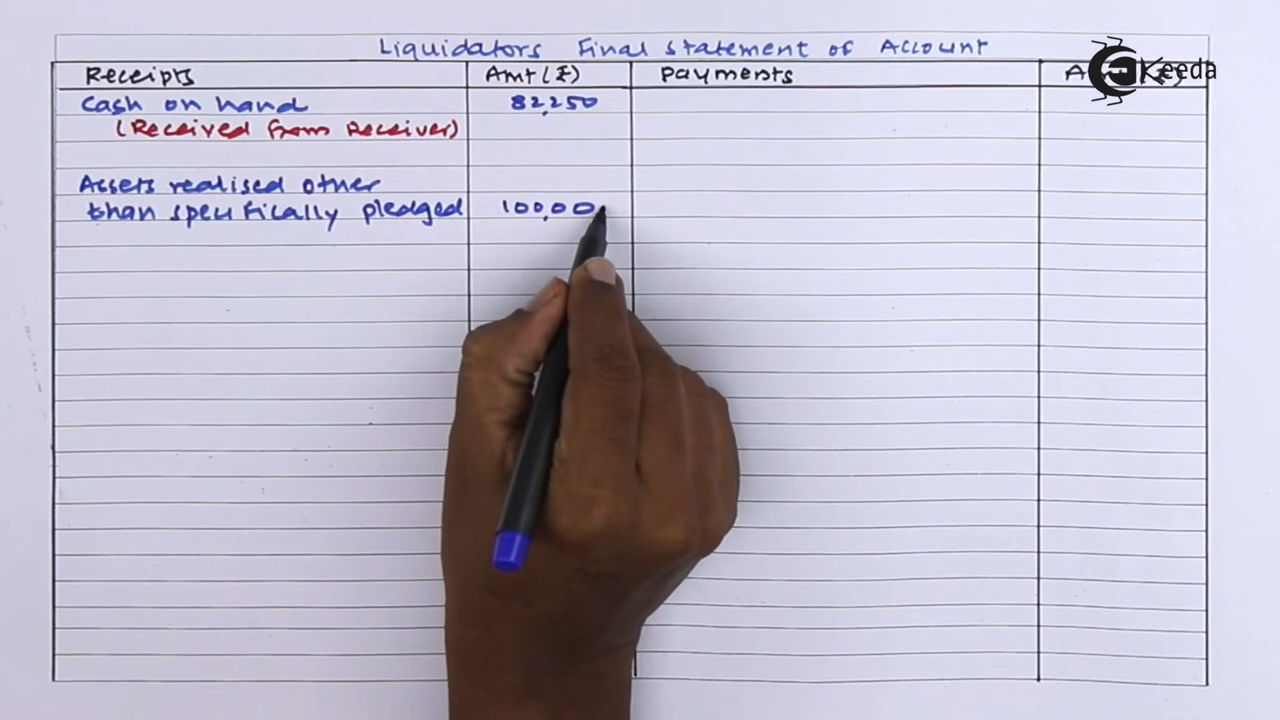 Liquidators Final Statement of Account
Receipts Amt (₹) Payments
Keeda
Cash on hand 82,250
(Received from Receiver)
Assets realised other
than specifically pledged 100,00